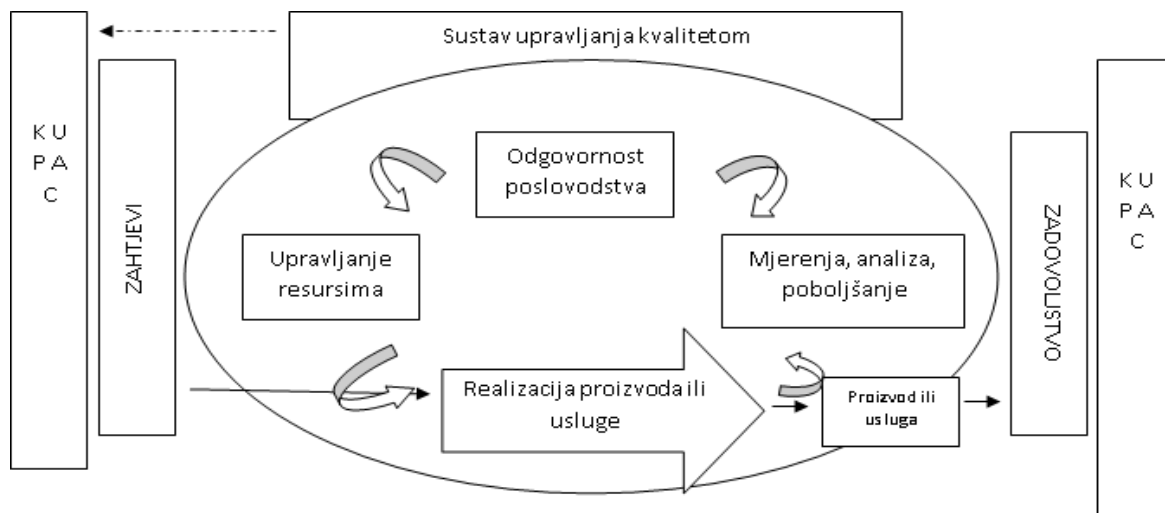 Sustav upravljanja kvalitetom
K U
P A
C
ZAHTJEVI
Odgovornost
poslovodstva
Upravljanje
resursima
Mjerenja, analiza,
poboljšanje
Realizacija proizvoda ili
usluge
Proizvod ili
usluga
ZADOVOLJSTVO
K U
P A
C